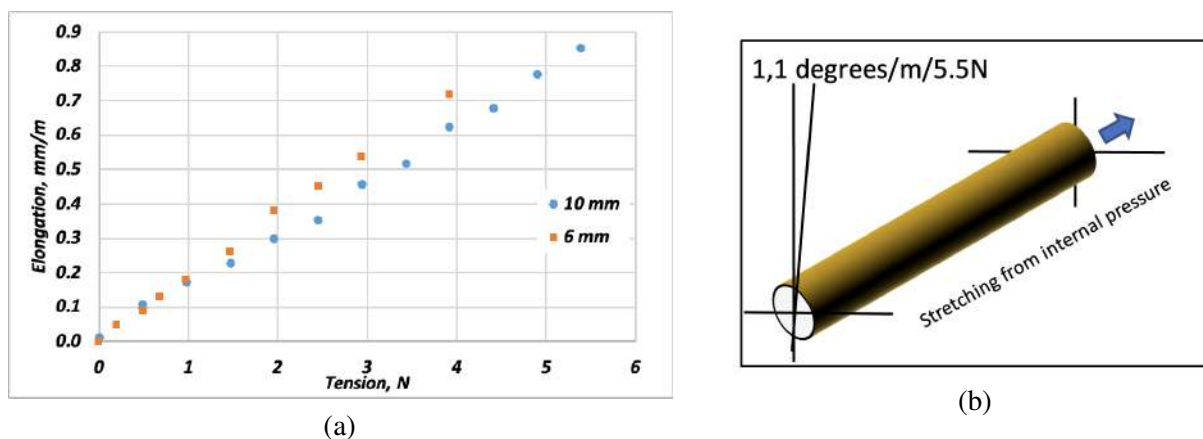 0.9
0.8
0.7
0.6
0.5
0.4
0.3
0.2
0.1
0.0
Elongation, mm/m
0 1 2 3 4 5 6
Tension, N
10 mm
6 mm
(a)
1,1 degrees/m/5.5N
Stretching from internal pressure
(b)